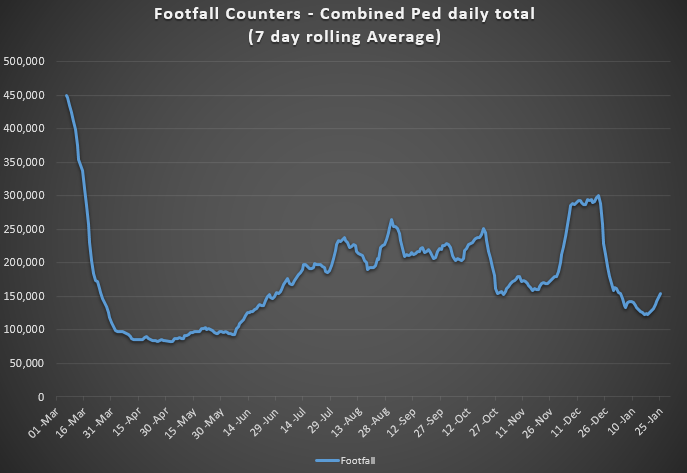 Footfall Counters - Combined Ped daily total
(7 day rolling Average)
500,000
450,000
400,000
350,000
300,000
250,000
200,000
150,000
100,000
50,000
0
01-Mar
16-Mar
31-Mar
15-Apr
30-Apr
15-May
30-May
14-Jun
29-Jun
14-Jul
29-Jul
13-Aug
28-Aug
12-Sep
27-Sep
12-Oct
27-Oct
11-Nov
26-Nov
11-Dec
26-Dec
10-Jan
25-Jan
Footfall